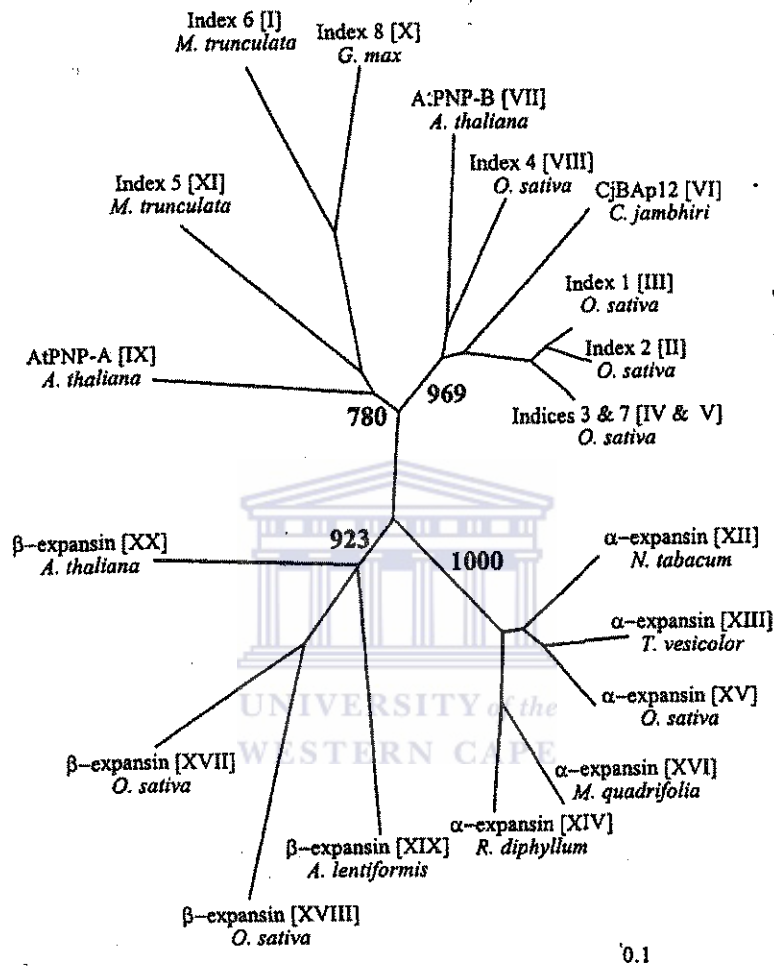 Index 6 [I]
M. trunculata
Index 8 [X]
G. max
A:PNP-B [VII]
A. thaliana
Index 4 [VIII]
O. sativa
CjBAp12 [VI]
C. jambhiri
Index 5 [XI]
M. trunculata
Index 1 [III]
O. sativa
Index 2 [II]
O. sativa
AtPNP-A [IX]
A. thaliana
780
969
Indices 3 & 7 [IV & V]
O. sativa
β-expansin [XX]
A. thaliana
923
1000
α-expansin [XII]
N. tabacum
α-expansin [XIII]
T. vesicolor
α-expansin [XV]
O. sativa
UNIVERSITY of the
WESTERN CAPE
β-expansin [XVII]
O. sativa
α-expansin [XVI]
M. quadrifolia
α-expansin [XIV]
R. diphyllum
β-expansin [XIX]
A. lentiformis
β-expansin [XVIII]
O. sativa
0.1